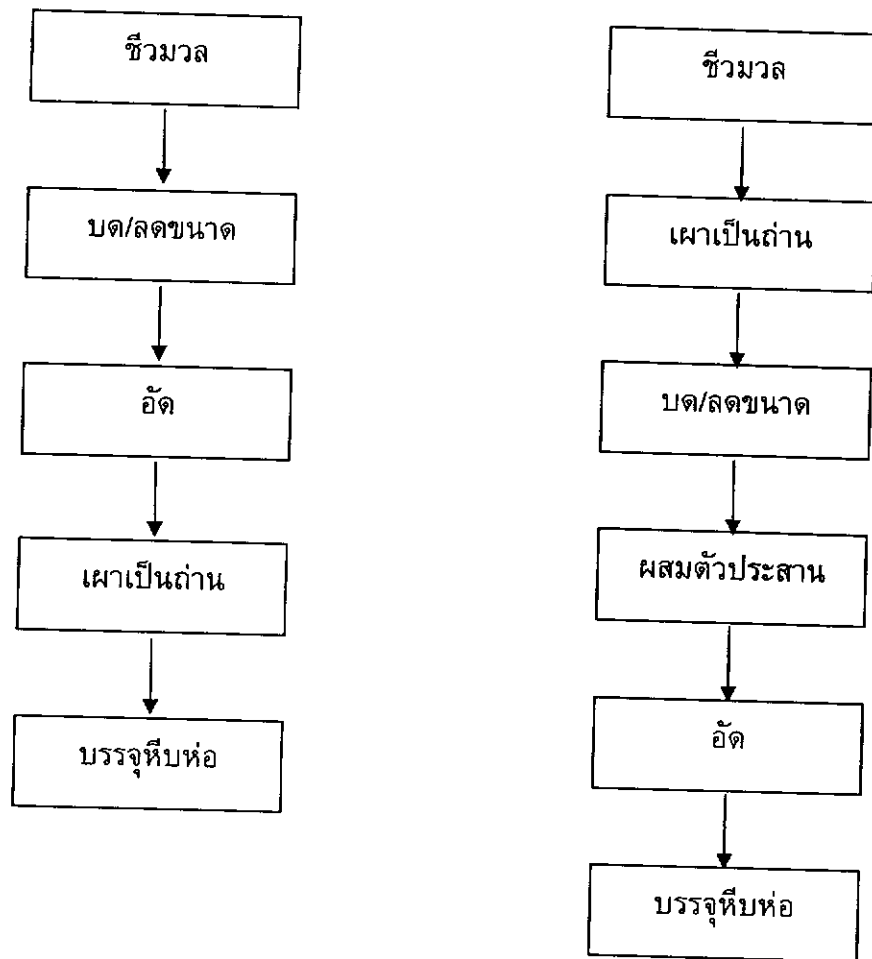 ชีวมวล
บด/ลดขนาด
อัด
เผาเป็นถ่าน
บรรจุหีบห่อ
ชีวมวล
เผาเป็นถ่าน
บด/ลดขนาด
ผสมตัวประสาน
อัด
บรรจุหีบห่อ